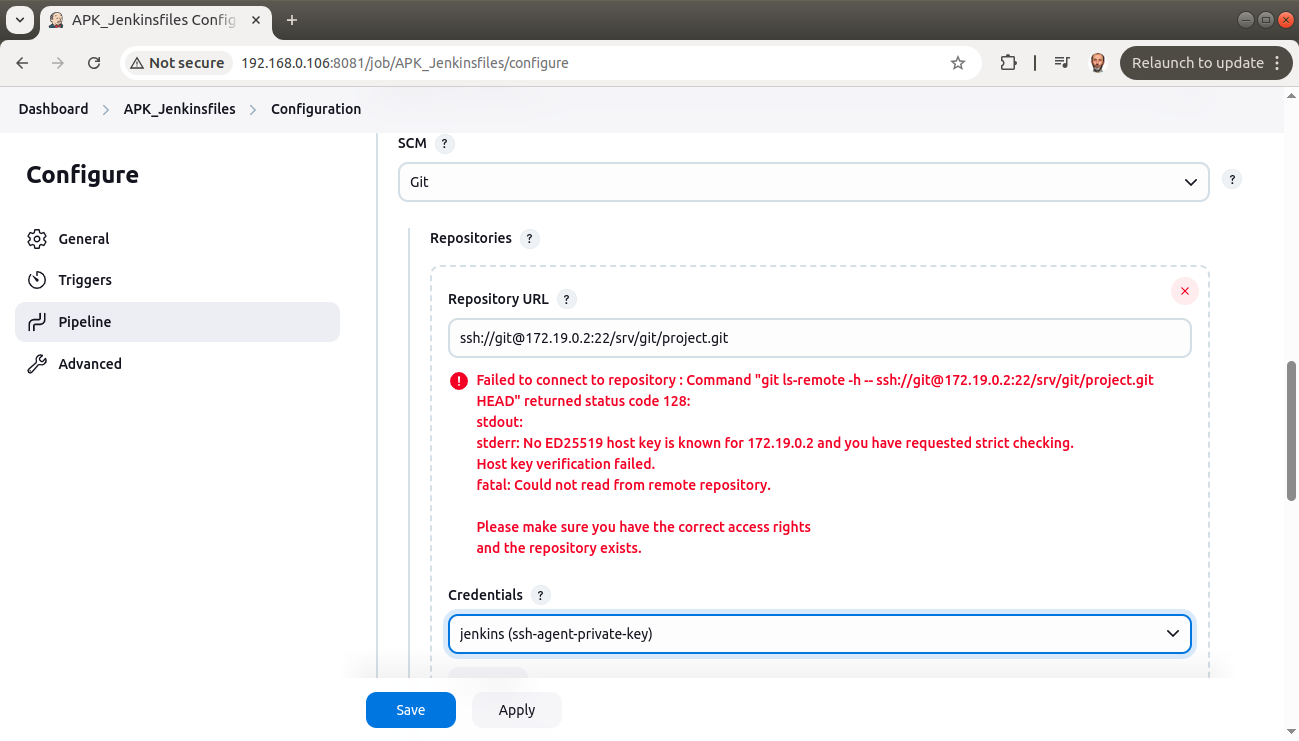 APK_Jenkinsfiles Config
Not secure 192.168.0.106:8081/job/APK_Jenkinsfiles/configure
Relaunch to update
Dashboard APK_Jenkinsfiles Configuration
Configure
General
Triggers
Pipeline
Advanced
SCM ?
Git
?
Repositories ?
Repository URL ?
ssh://git@172.19.0.2:22/srv/git/project.git
Failed to connect to repository : Command "git ls-remote -h -- ssh://git@172.19.0.2:22/srv/git/project.git
HEAD" returned status code 128:
stdout:
stderr: No ED25519 host key is known for 172.19.0.2 and you have requested strict checking.
Host key verification failed.
fatal: Could not read from remote repository.
Please make sure you have the correct access rights
and the repository exists.
Credentials ?
jenkins (ssh-agent-private-key)
Save
Apply